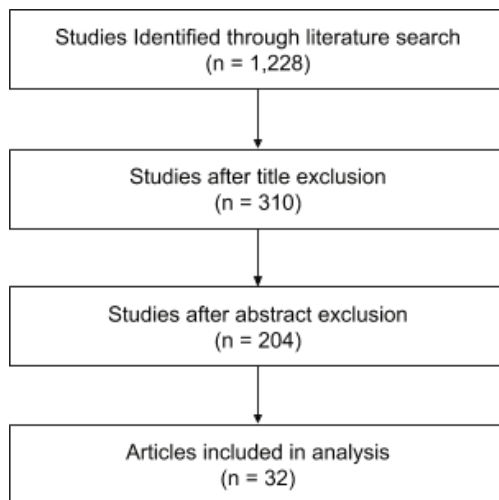 Studies Identified through literature search
(n = 1,228)
Studies after title exclusion
(n = 310)
Studies after abstract exclusion
(n = 204)
Articles included in analysis
(n = 32)